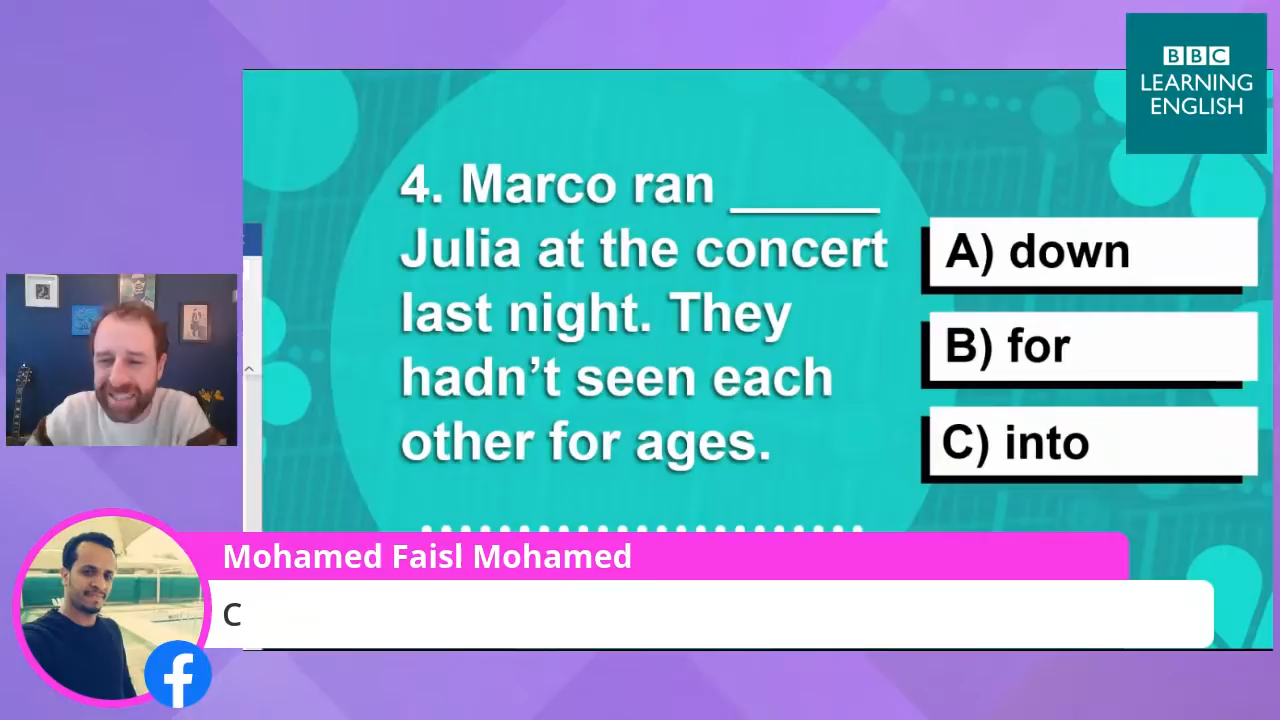 BBC
LEARNING
ENGLISH
4. Marco ran _____
Julia at the concert
last night. They
hadn’t seen each
other for ages.
A) down
B) for
C) into
Mohamed Faisl Mohamed
C